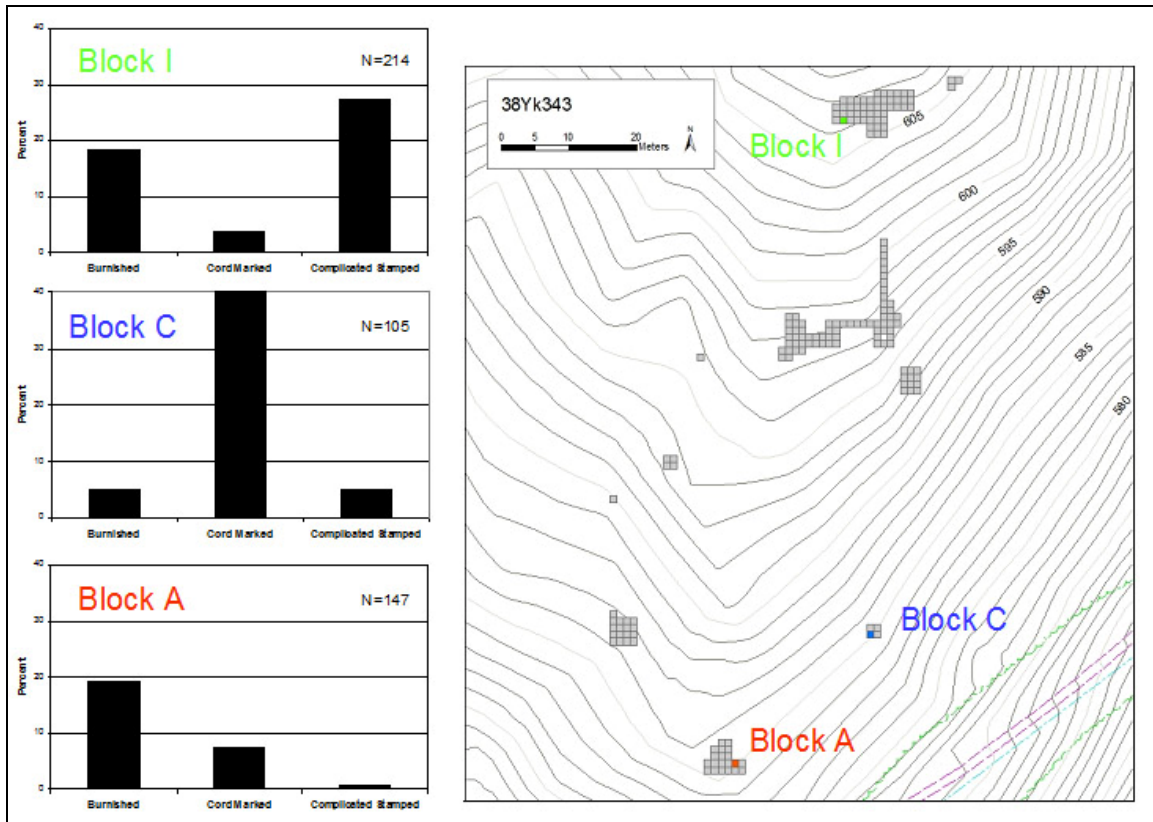 40
Block I
N=214
30
Percent
20
10
0
Burnished
Cord Marked
Complicated Stamped
40
Block C
N=105
30
Percent
20
10
0
Burnished
Cord Marked
Complicated Stamped
40
Block A
N=147
30
Percent
20
10
0
Burnished
Cord Marked
Complicated Stamped
38Yk343
0 5 10 20
Meters
N
Block I
605
600
595
590
585
580
Block C
Block A